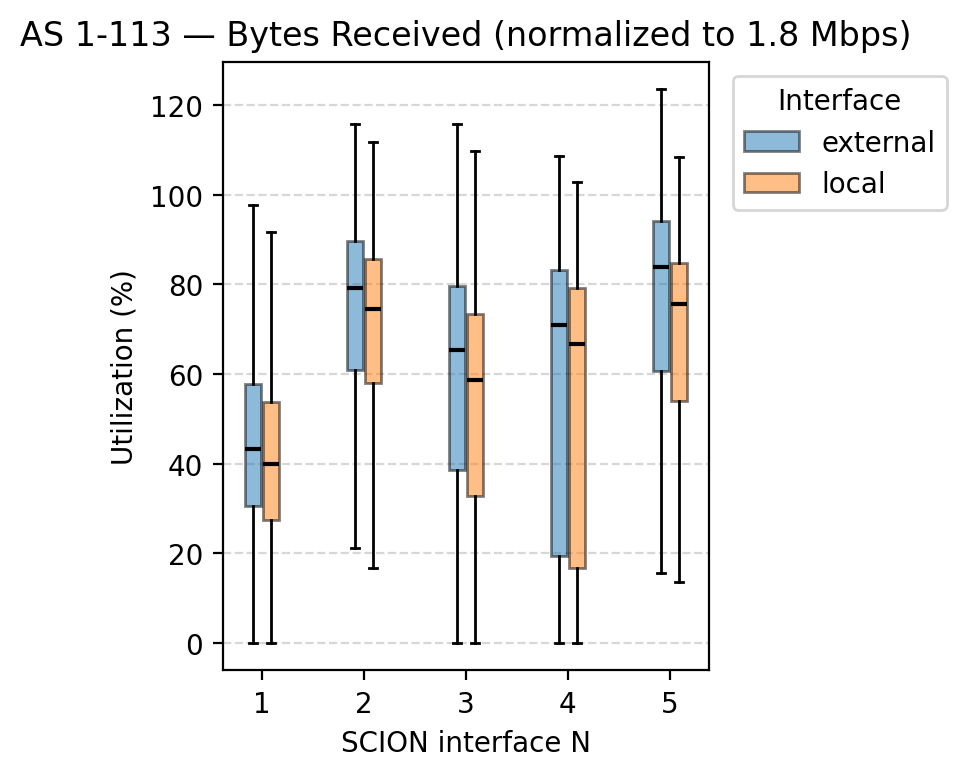 AS 1-113 — Bytes Received (normalized to 1.8 Mbps)
Interface
external
local
Utilization (%)
120
100
80
60
40
20
0
1 2 3 4 5
SCION interface N